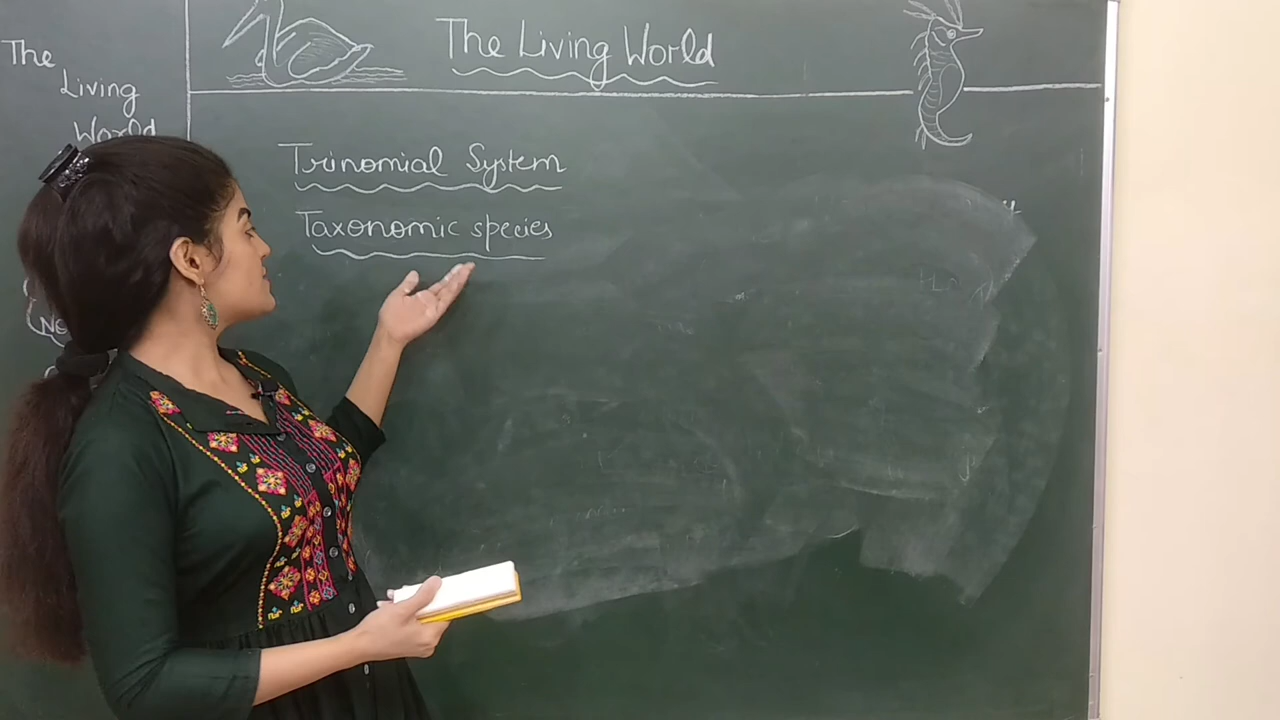 The
Living
World
The Living World
Trinomial System
Taxonomic species